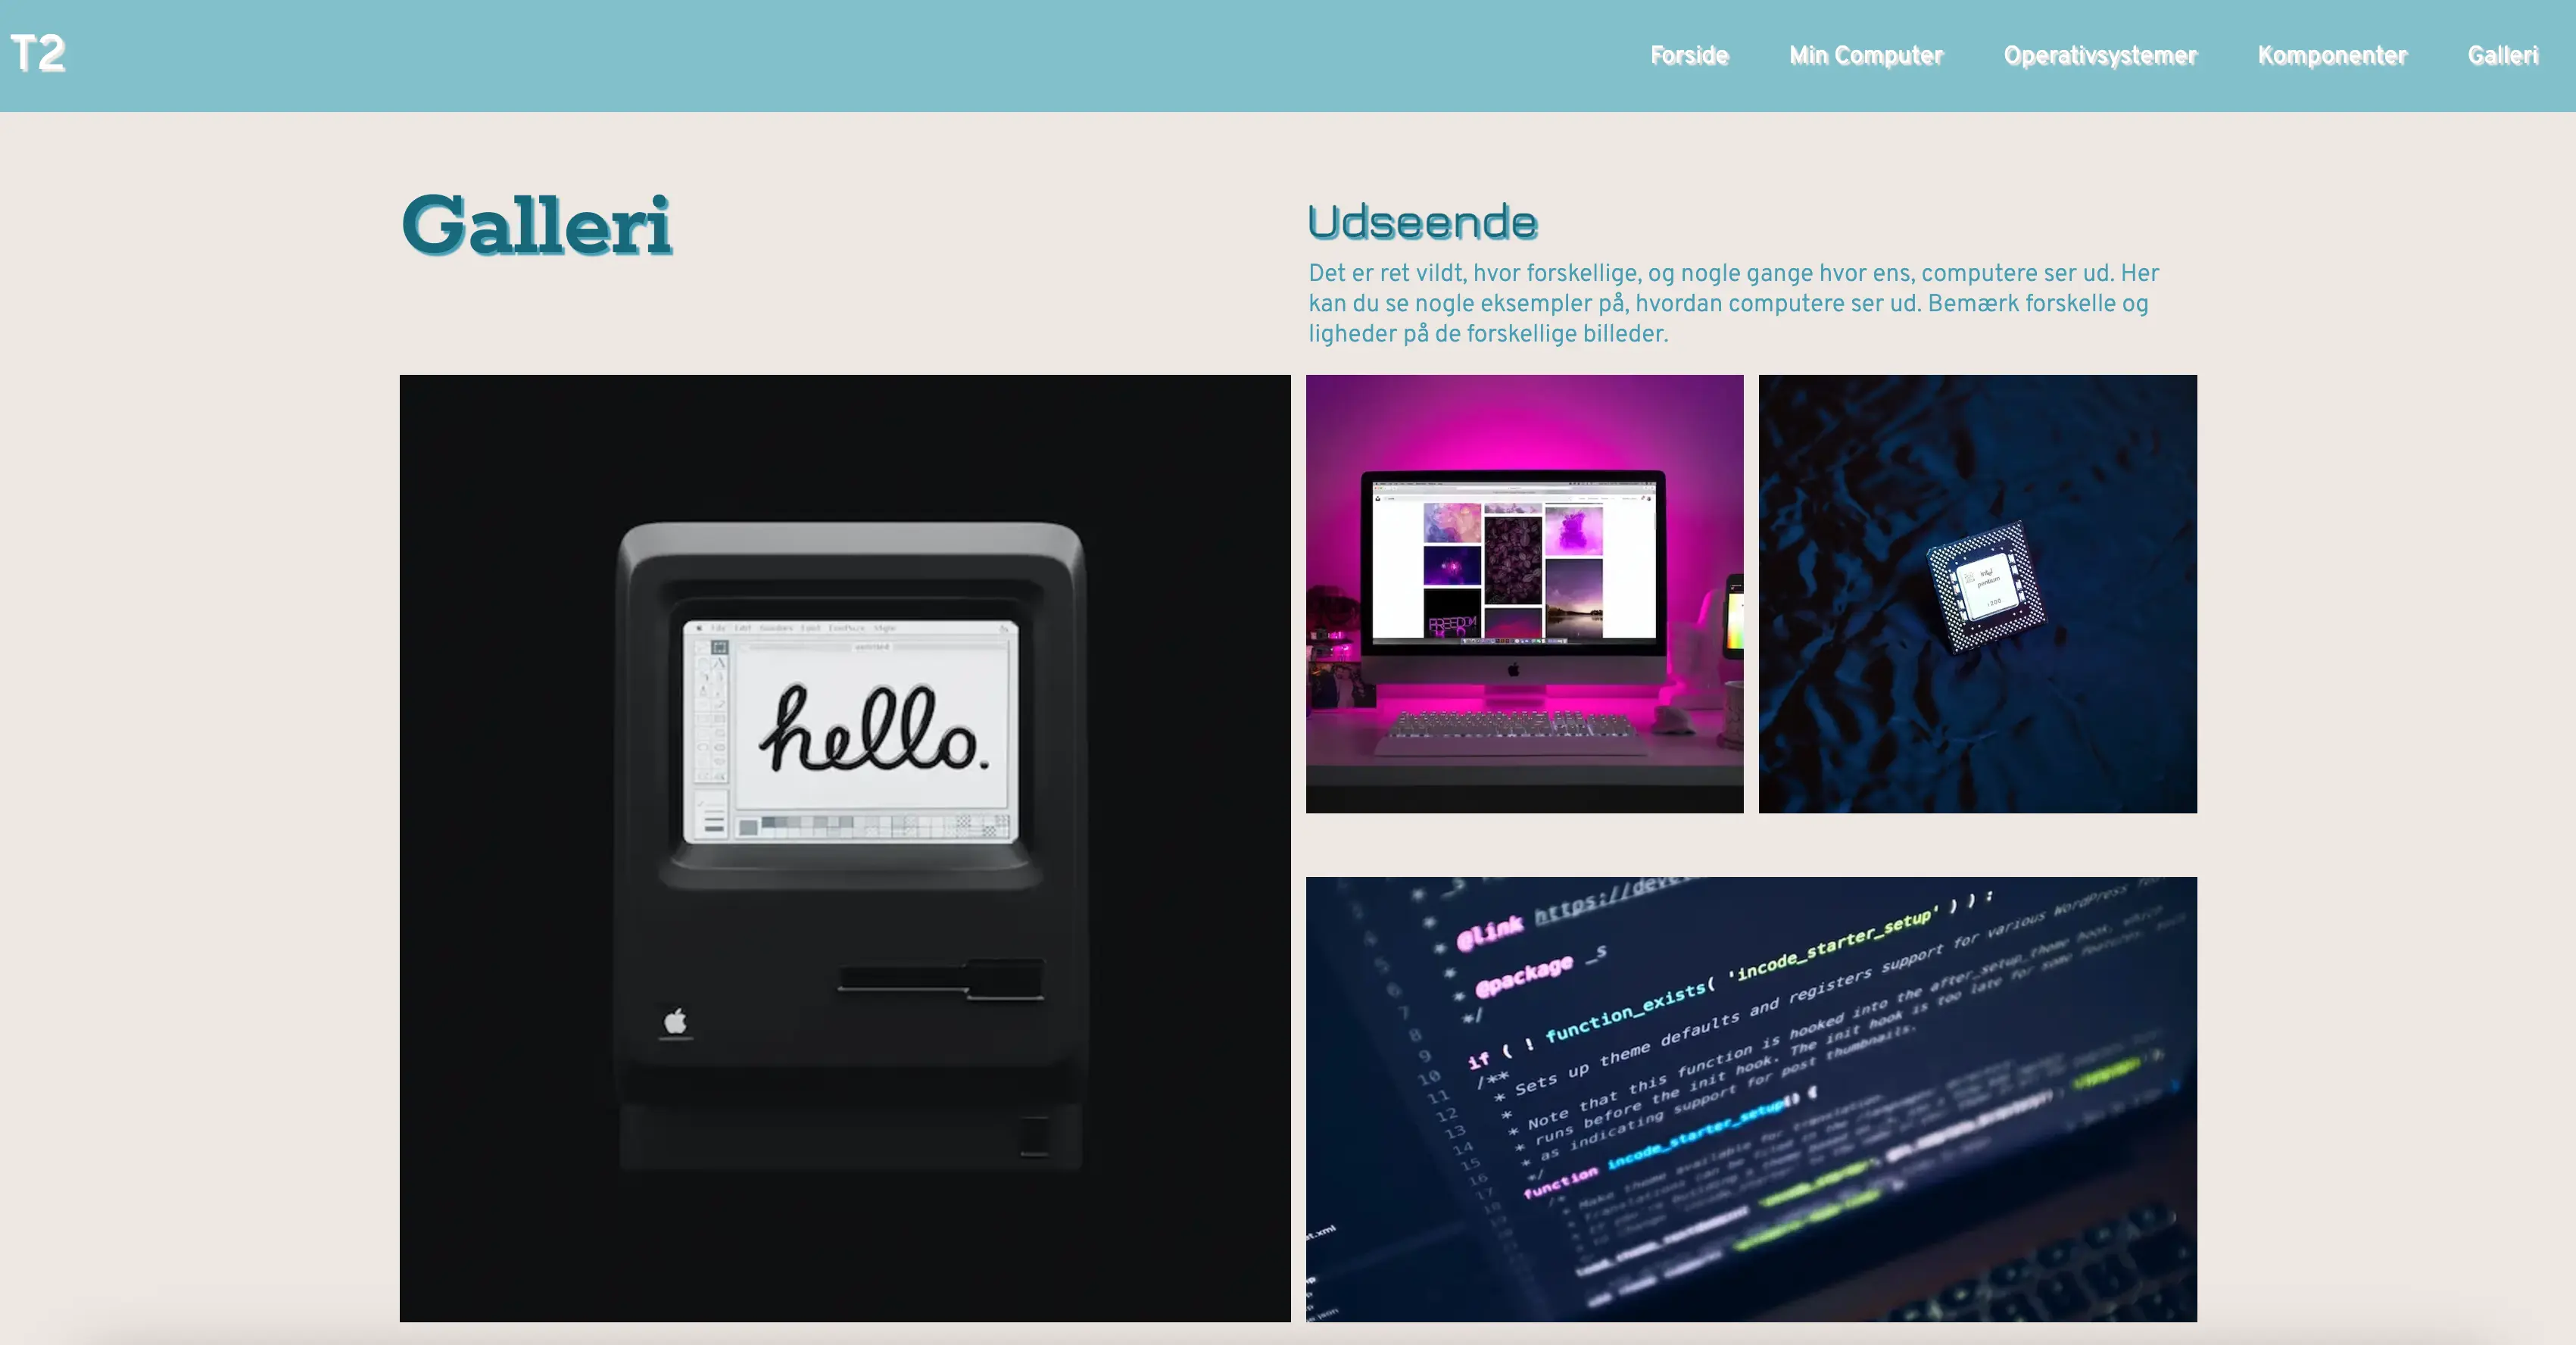 T2
Forside Min Computer Operativsystemer Komponenter Galleri
Galleri
Udseende
Det er ret vildt, hvor forskellige, og nogle gange hvor ens, computere ser ud. Her
kan du se nogle eksempler på, hvordan computere ser ud. Bemærk forskelle og
ligheder på de forskellige billeder.
untitled
hello.
FREEDOM
intel
pentium
* @link https://deve
* @package _s
*/
if ( ! function_exists( 'incode_starter_setup' ) ) :
/**
* Sets up theme defaults and registers support for various WordPress
*
* Note that this function is hooked into the after_setup_theme hook, which
* runs before the init hook. The init hook is too late for some features,
* as indicating support for post thumbnails.
*/
function incode_starter_setup() {